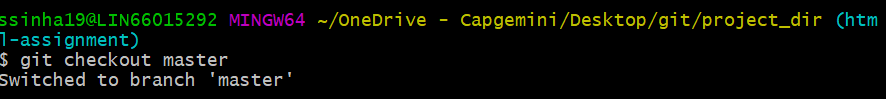 ssinha19@LIN66015292 MINGW64 ~/OneDrive - Capgemini/Desktop/git/project_dir (htm
l-assignment)
$ git checkout master
Switched to branch 'master'